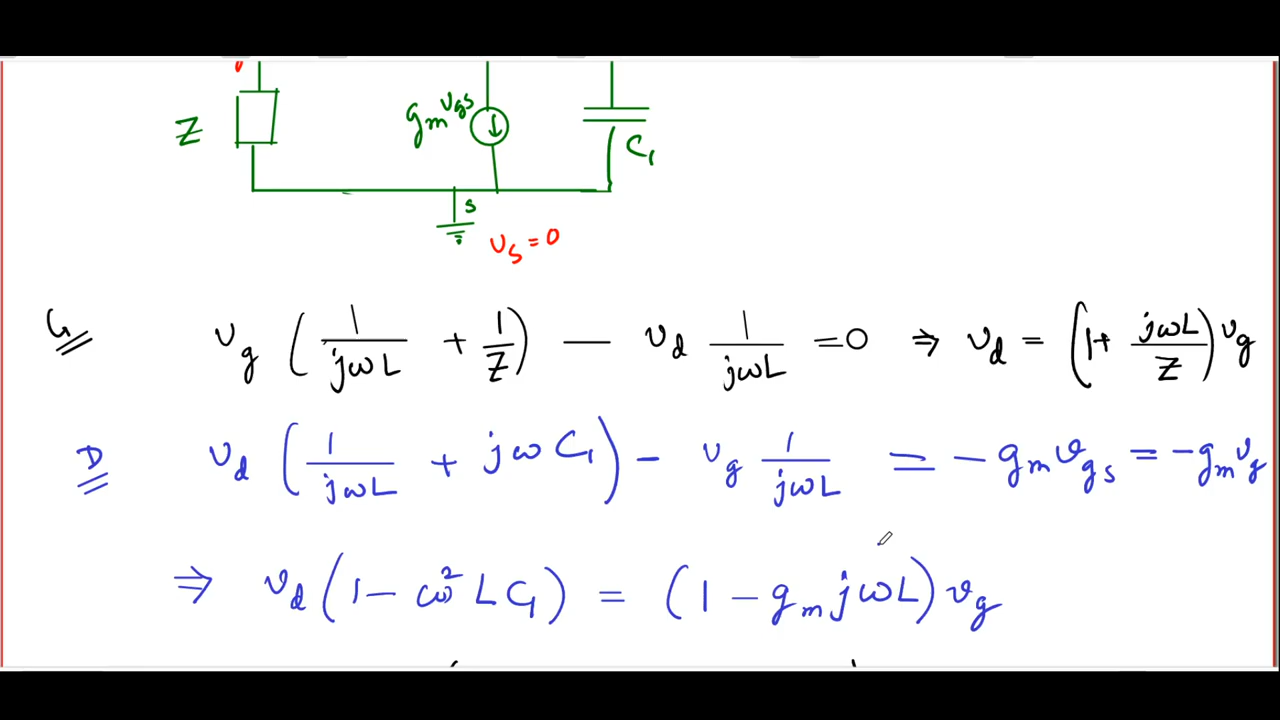 Z
g_m v_gs
C_1
s
v_s = 0
G v_g (1/jωL + 1/Z) — v_d 1/jωL = 0 ⇒ v_d = (1 + jωL/Z) v_g
D v_d (1/jωL + jωC_1) - v_g 1/jωL = - g_m v_gs = - g_m v_g
⇒ v_d (1 - ω² L C_1) = (1 - g_m jωL) v_g